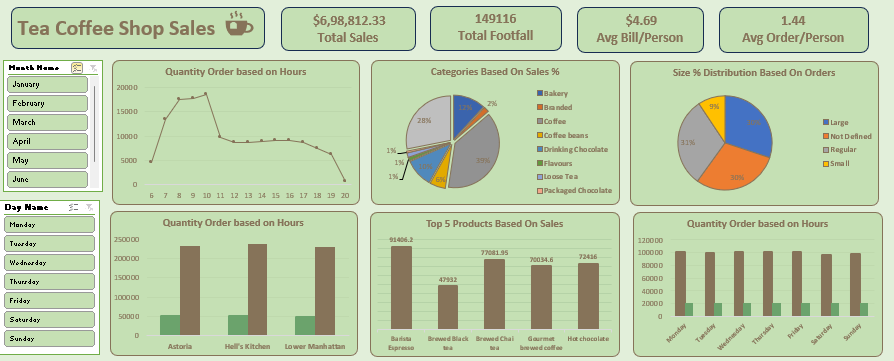 Tea Coffee Shop Sales
$6,98,812.33
Total Sales
149116
Total Footfall
$4.69
Avg Bill/Person
1.44
Avg Order/Person
Month Name
January
February
March
April
May
June
Day Name
Monday
Tuesday
Wednesday
Thursday
Friday
Saturday
Sunday
Quantity Order based on Hours
20000
15000
10000
5000
0
6 7 8 9 10 11 12 13 14 15 16 17 18 19 20
Categories Based On Sales %
12%
2%
39%
6%
1%
1%
1%
28%
Bakery
Branded
Coffee
Coffee beans
Drinking Chocolate
Flavours
Loose Tea
Packaged Chocolate
Size % Distribution Based On Orders
9%
31%
30%
30%
Large
Not Defined
Regular
Small
Quantity Order based on Hours
250000
200000
150000
100000
50000
0
Astoria Hell's Kitchen Lower Manhattan
Top 5 Products Based On Sales
91406.2
47932
77081.95
70034.6
72416
Barista Espresso
Brewed Black tea
Brewed Chai tea
Gourmet brewed coffee
Hot chocolate
Quantity Order based on Hours
120000
100000
80000
60000
40000
20000
0
Monday
Tuesday
Wednesday
Thursday
Friday
Saturday
Sunday